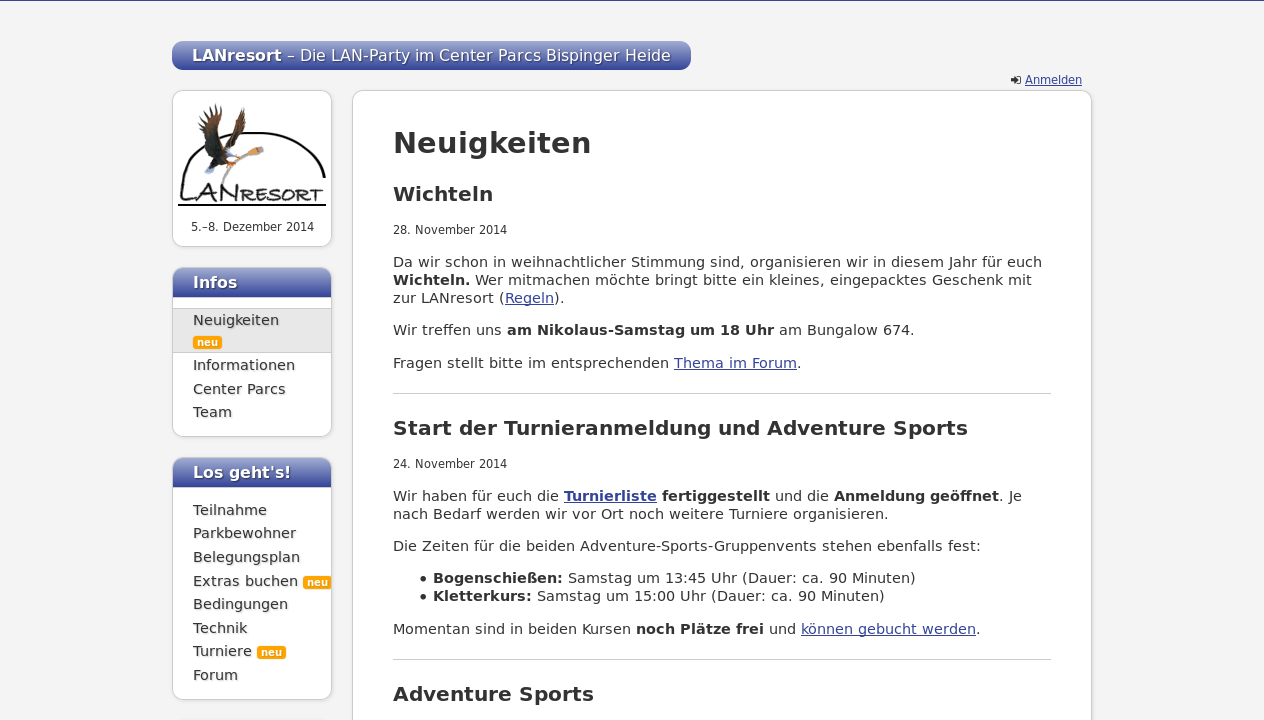 LANresort – Die LAN-Party im Center Parcs Bispinger Heide
Anmelden
LANRESORT
5.–8. Dezember 2014
Infos
Neuigkeiten
neu
Informationen
Center Parcs
Team
Los geht's!
Teilnahme
Parkbewohner
Belegungsplan
Extras buchen neu
Bedingungen
Technik
Turniere neu
Forum
Neuigkeiten
Wichteln
28. November 2014
Da wir schon in weihnachtlicher Stimmung sind, organisieren wir in diesem Jahr für euch
Wichteln. Wer mitmachen möchte bringt bitte ein kleines, eingepacktes Geschenk mit
zur LANresort (Regeln).
Wir treffen uns am Nikolaus-Samstag um 18 Uhr am Bungalow 674.
Fragen stellt bitte im entsprechenden Thema im Forum.
Start der Turnieranmeldung und Adventure Sports
24. November 2014
Wir haben für euch die Turnierliste fertiggestellt und die Anmeldung geöffnet. Je
nach Bedarf werden wir vor Ort noch weitere Turniere organisieren.
Die Zeiten für die beiden Adventure-Sports-Gruppenvents stehen ebenfalls fest:
• Bogenschießen: Samstag um 13:45 Uhr (Dauer: ca. 90 Minuten)
• Kletterkurs: Samstag um 15:00 Uhr (Dauer: ca. 90 Minuten)
Momentan sind in beiden Kursen noch Plätze frei und können gebucht werden.
Adventure Sports